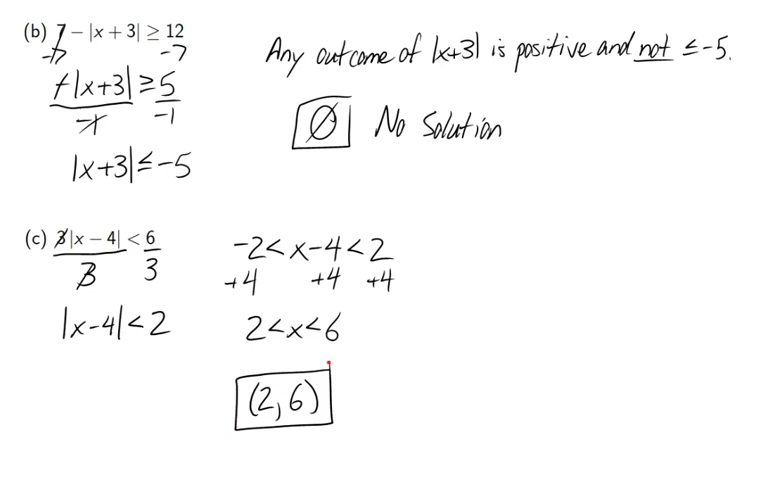 (b) 7 − |x + 3| ≥ 12
-7 -7
-|x+3| ≥ 5
-1 -1
|x+3| ≤ -5
Any outcome of |x+3| is positive and not ≤ -5.
∅ No Solution
(c) 3|x − 4| < 6
3 3
|x-4| < 2
-2 < x-4 < 2
+4 +4 +4
2 < x < 6
(2, 6)